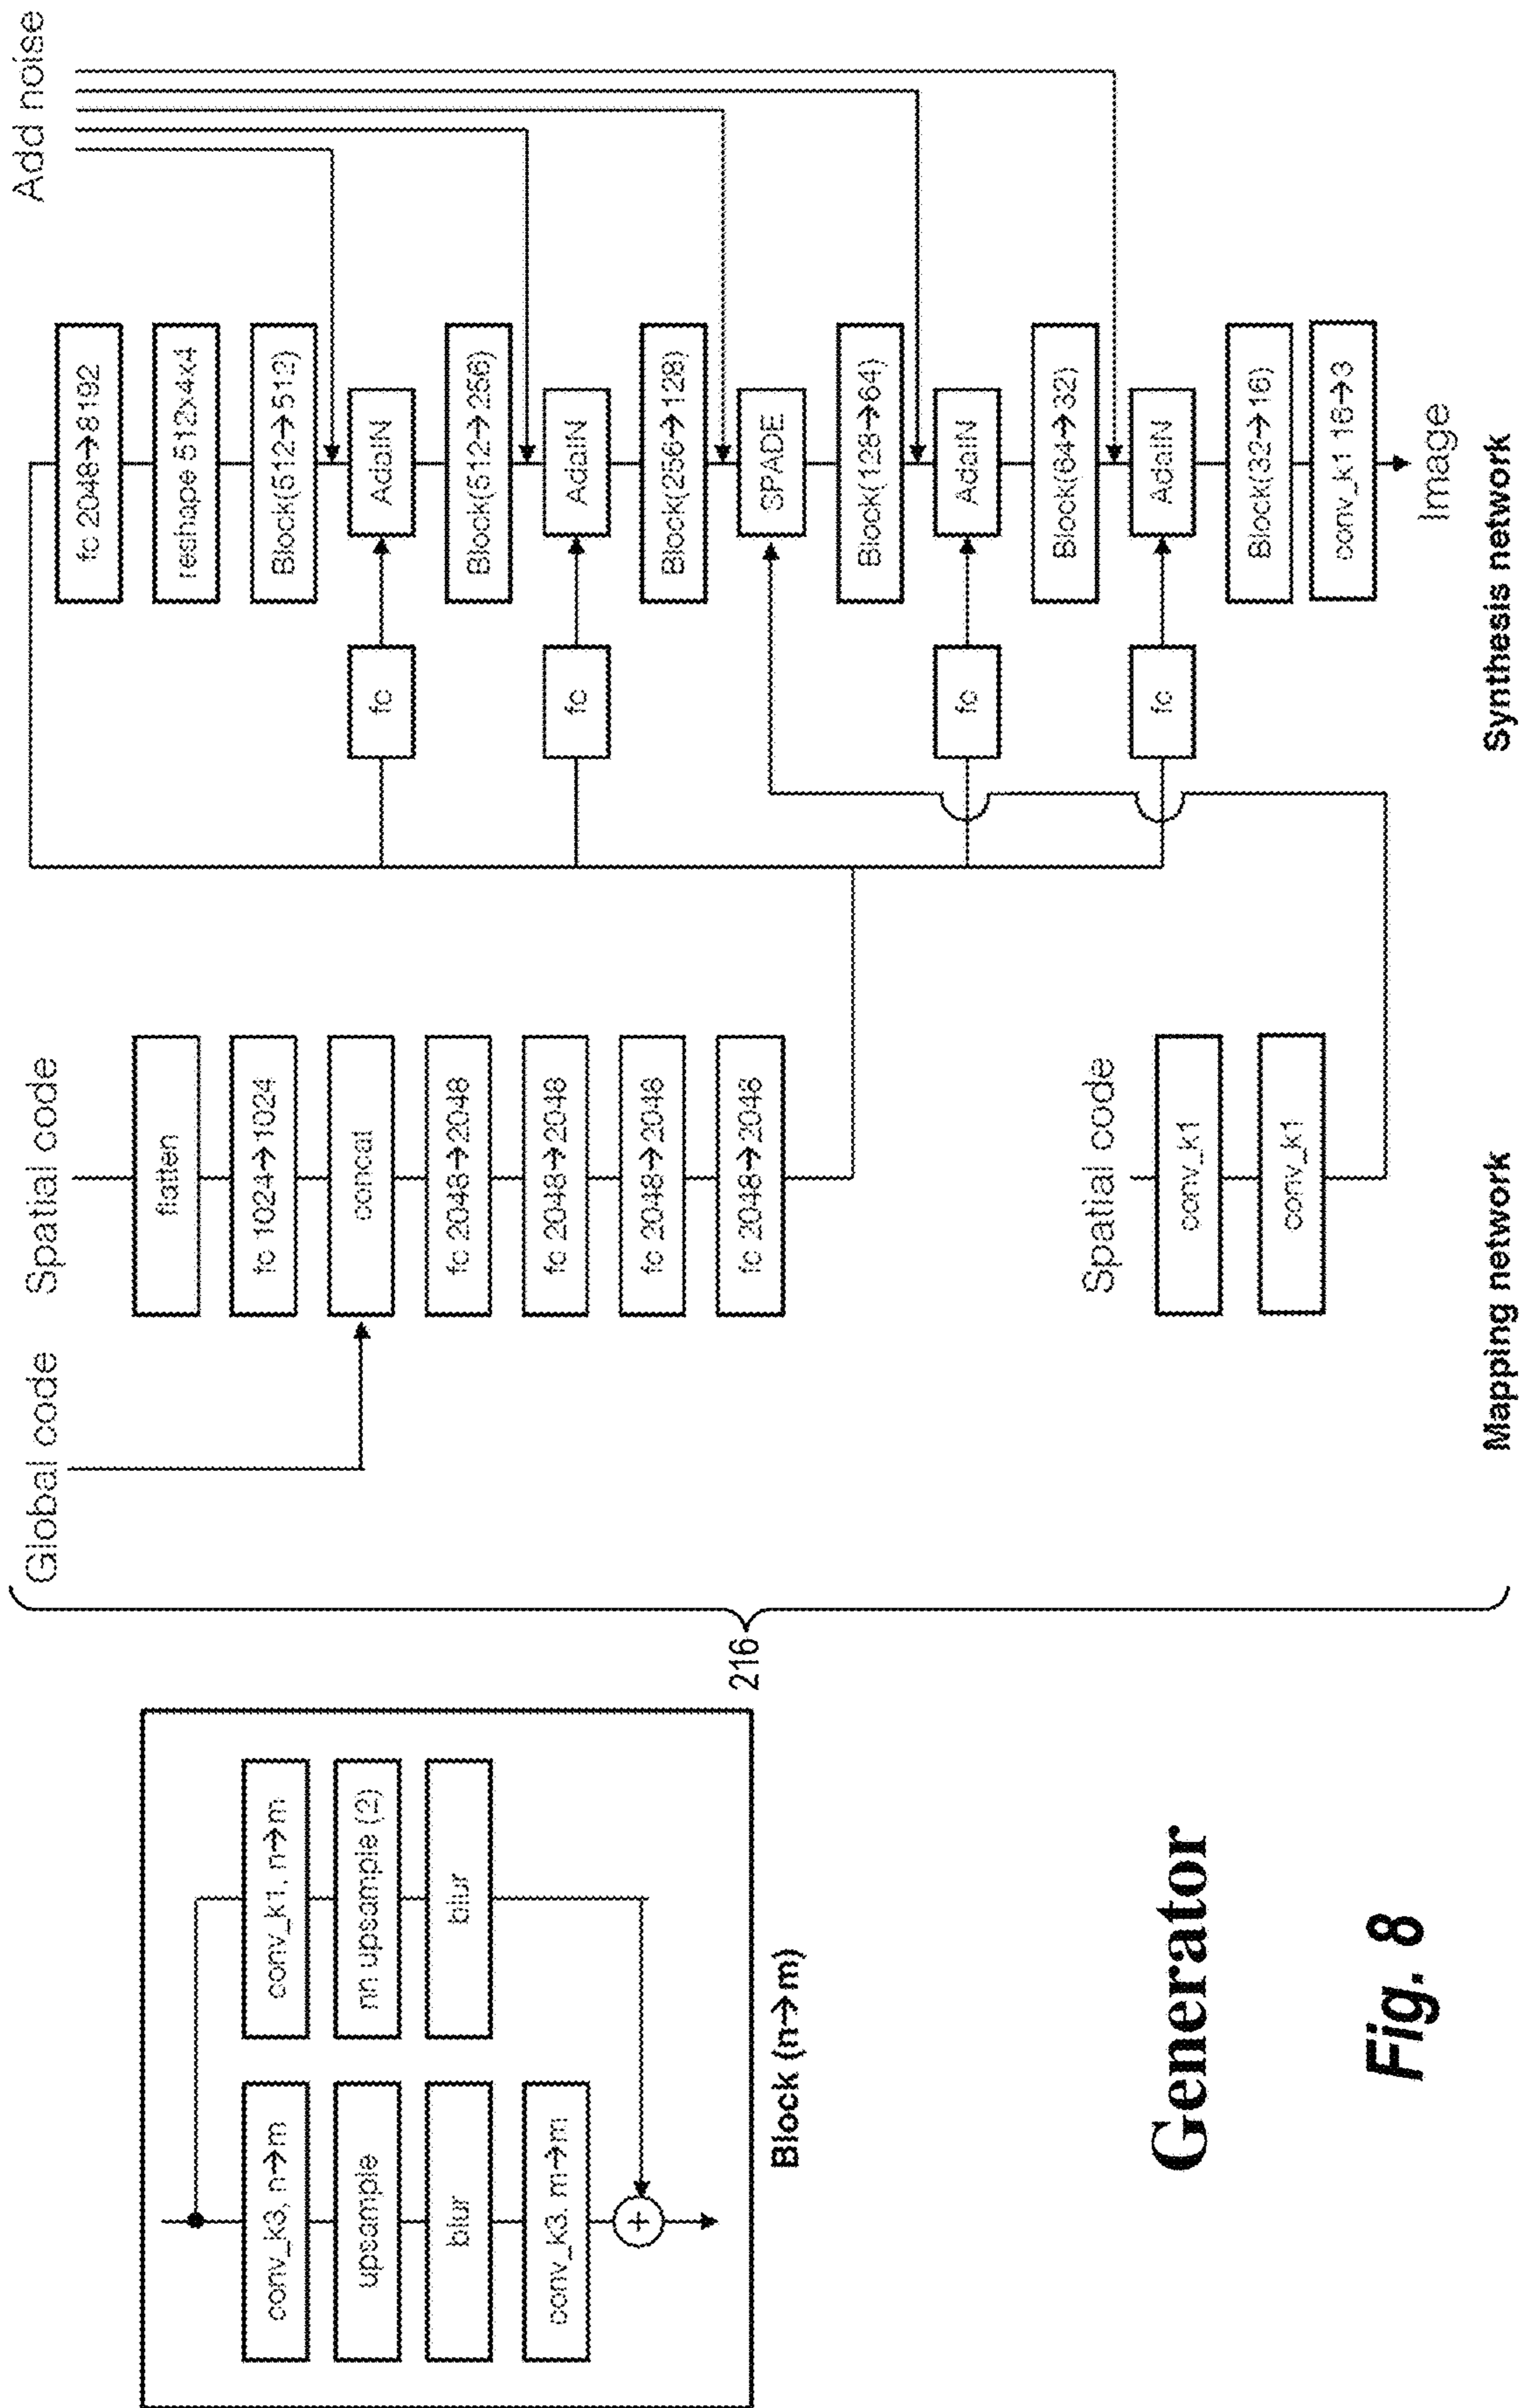 conv_k3, n→m
upsample
blur
conv_k3. m→m
conv_k1, n→m
nn upsample (2)
blur
Block (n→m)
216
Global code
Spatial code
flatten
fc 1024→1024
concat
fc 2048→2048
fc 2048→2048
fc 2048→2048
fc 2048→2048
Spatial code
conv_k1
conv_k1
Mapping network
fc
fc
fc
fc
fc 2048→8192
reshape 512x4x4
Block(512→512)
AdaIN
Block(512→256)
AdaIN
Block(256→128)
SPADE
Block(128→64)
AdaIN
Block(64→32)
AdaIN
Block(32→16)
conv_k1 16→3
Image
Synthesis network
Add noise
Generator
Fig. 8